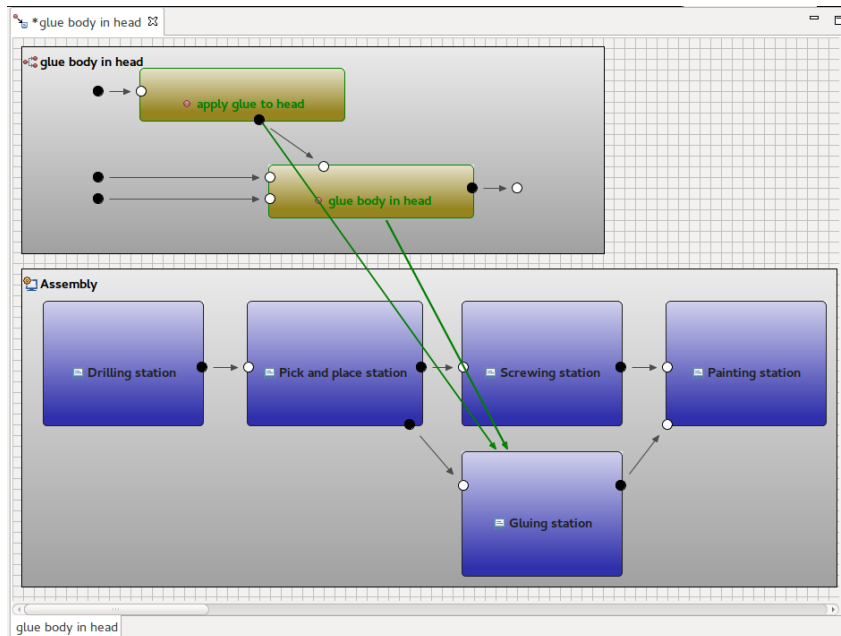 *glue body in head
glue body in head
apply glue to head
glue body in head
Assembly
Drilling station
Pick and place station
Screwing station
Painting station
Gluing station
glue body in head